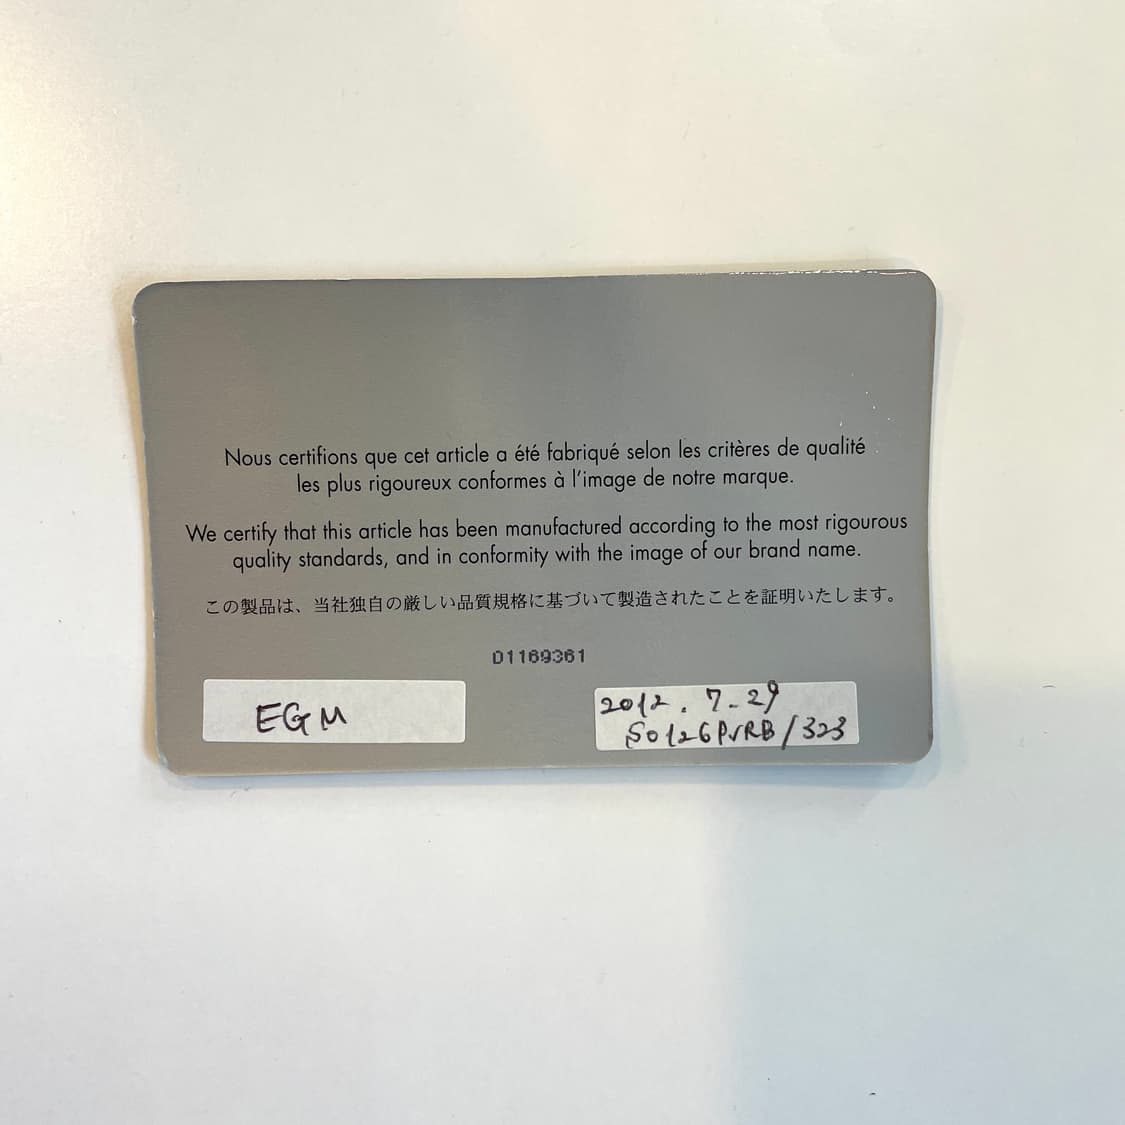 Nous certifions que cet article a été fabriqué selon les critères de qualité
les plus rigoureux conformes à l'image de notre marque.
We certify that this article has been manufactured according to the most rigourous
quality standards, and in conformity with the image of our brand name.
この製品は、当社独自の厳しい品質規格に基づいて製造されたことを証明いたします。
01169361
EGM
2012. 7-29
/323